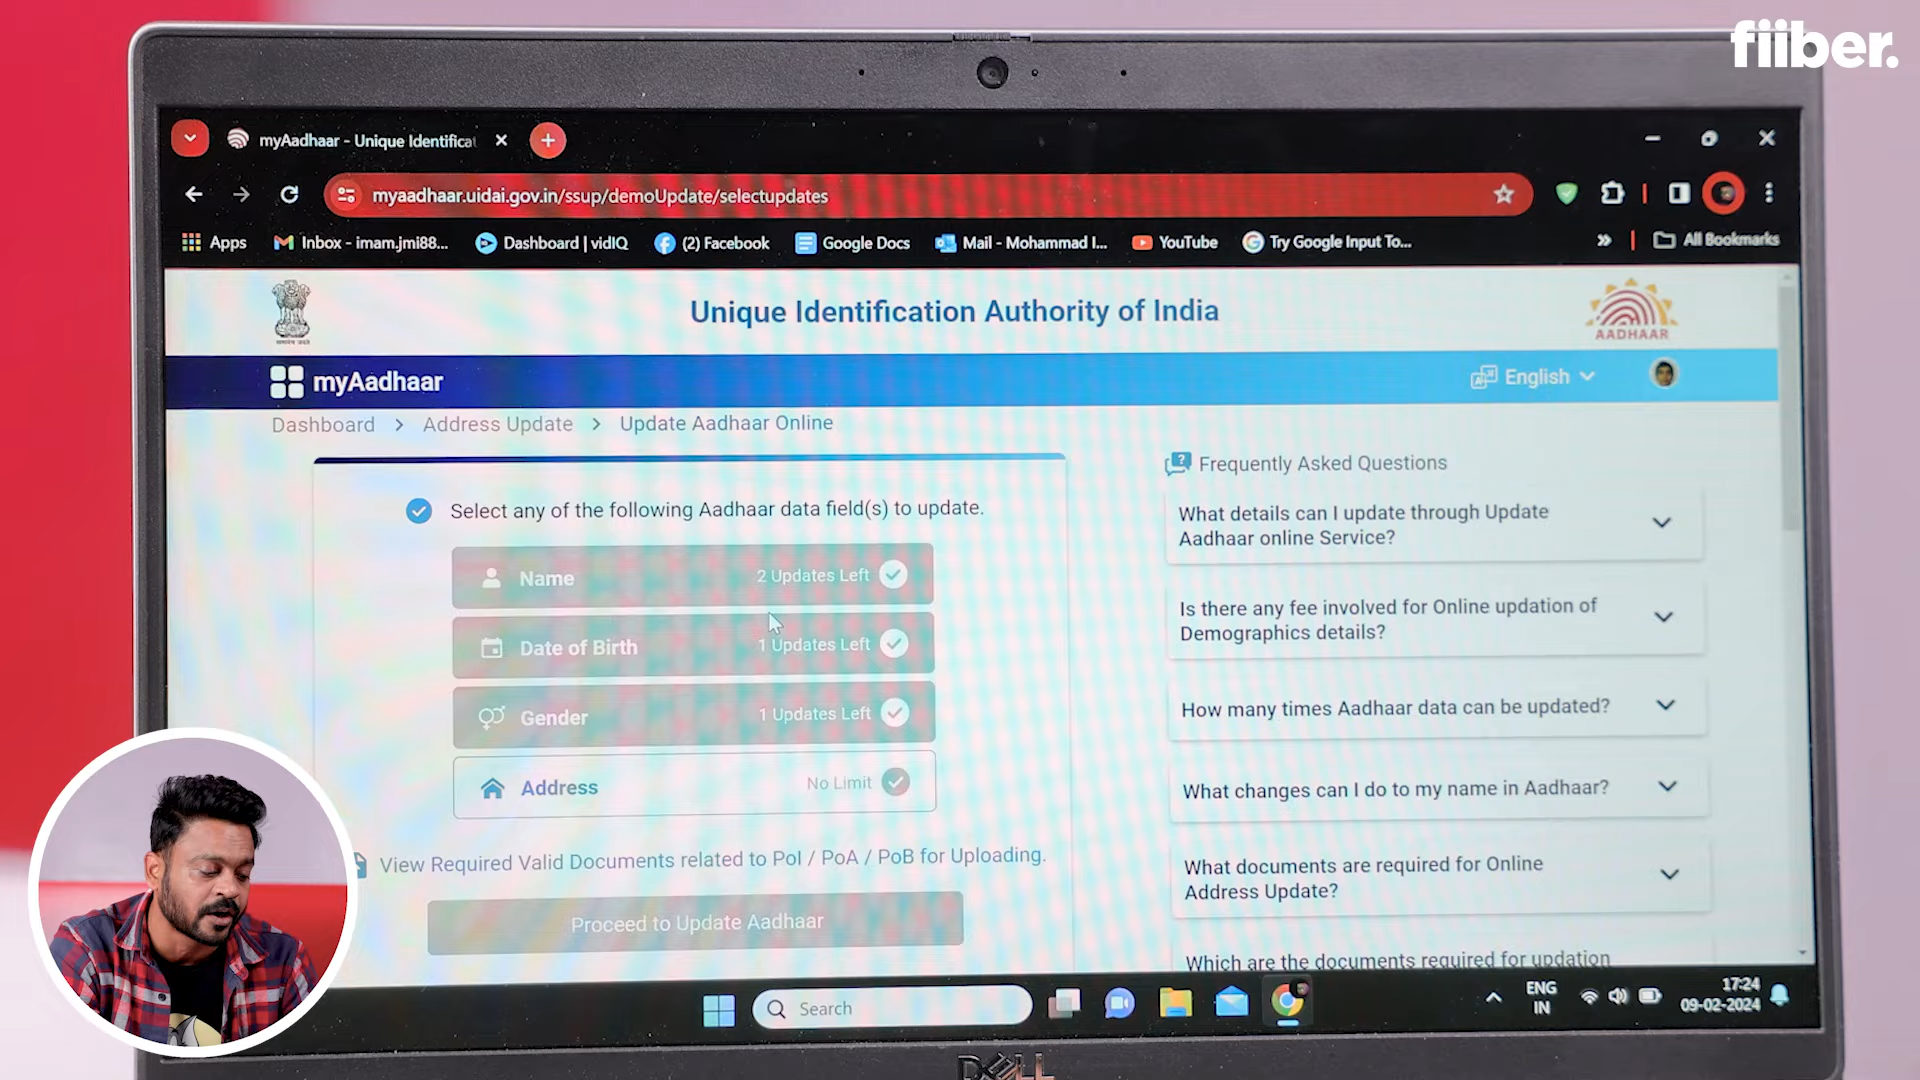 fiiber.
myAadhaar - Unique Identificat
myaadhaar.uidai.gov.in/ssup/demoUpdate/selectupdates
Apps
Inbox - imam.jmi88...
Dashboard | vidIQ
(2) Facebook
Google Docs
Mail - Mohammad I...
YouTube
Try Google Input To...
All Bookmarks
सत्यमेव जयते
Unique Identification Authority of India
AADHAAR
myAadhaar
English
Dashboard > Address Update > Update Aadhaar Online
Select any of the following Aadhaar data field(s) to update.
Name 2 Updates Left
Date of Birth 1 Updates Left
Gender 1 Updates Left
Address No Limit
View Required Valid Documents related to PoI / PoA / PoB for Uploading.
Proceed to Update Aadhaar
Frequently Asked Questions
What details can I update through Update
Aadhaar online Service?
Is there any fee involved for Online updation of
Demographics details?
How many times Aadhaar data can be updated?
What changes can I do to my name in Aadhaar?
What documents are required for Online
Address Update?
Which are the documents required for updation
Search
ENG
IN
17:24
09-02-2024
DELL